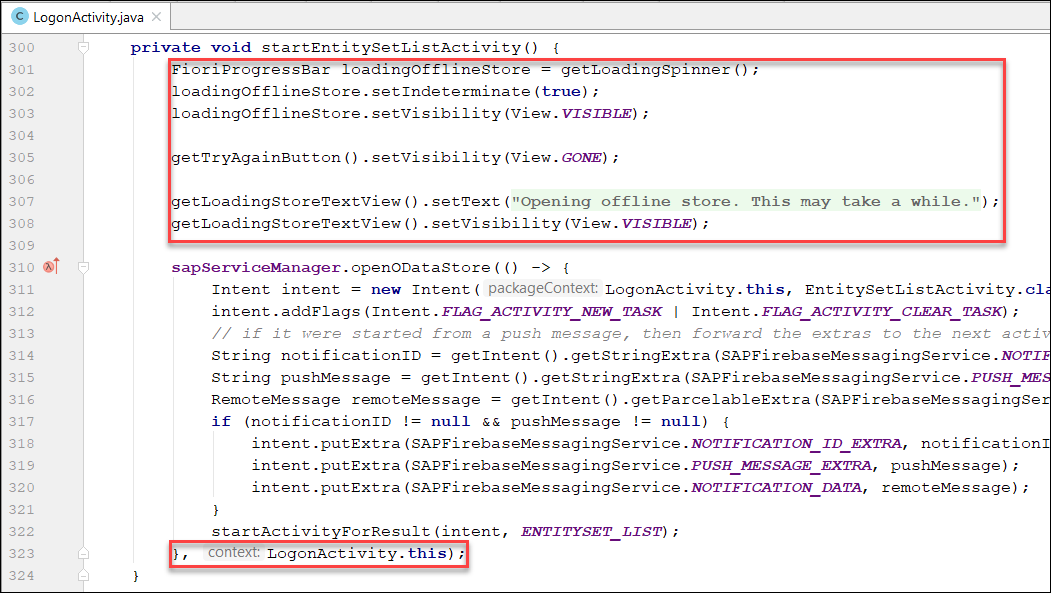 C LogonActivity.java ×
300 private void startEntitySetListActivity() {
301 FioriProgressBar loadingOfflineStore = getLoadingSpinner();
302 loadingOfflineStore.setIndeterminate(true);
303 loadingOfflineStore.setVisibility(View.VISIBLE);
304
305 getTryAgainButton().setVisibility(View.GONE);
306
307 getLoadingStoreTextView().setText("Opening offline store. This may take a while.");
308 getLoadingStoreTextView().setVisibility(View.VISIBLE);
309
310 sapServiceManager.openODataStore(() -> {
311 Intent intent = new Intent( packageContext: LogonActivity.this, EntitySetListActivity.cla
312 intent.addFlags(Intent.FLAG_ACTIVITY_NEW_TASK | Intent.FLAG_ACTIVITY_CLEAR_TASK);
313 // if it were started from a push message, then forward the extras to the next activ
314 String notificationID = getIntent().getStringExtra(SAPFirebaseMessagingService.NOTIF
315 String pushMessage = getIntent().getStringExtra(SAPFirebaseMessagingService.PUSH_MES
316 RemoteMessage remoteMessage = getIntent().getParcelableExtra(SAPFirebaseMessagingSer
317 if (notificationID != null && pushMessage != null) {
318 intent.putExtra(SAPFirebaseMessagingService.NOTIFICATION_ID_EXTRA, notificationI
319 intent.putExtra(SAPFirebaseMessagingService.PUSH_MESSAGE_EXTRA, pushMessage);
320 intent.putExtra(SAPFirebaseMessagingService.NOTIFICATION_DATA, remoteMessage);
321 }
322 startActivityForResult(intent, ENTITYSET_LIST);
323 }, context: LogonActivity.this);
324 }